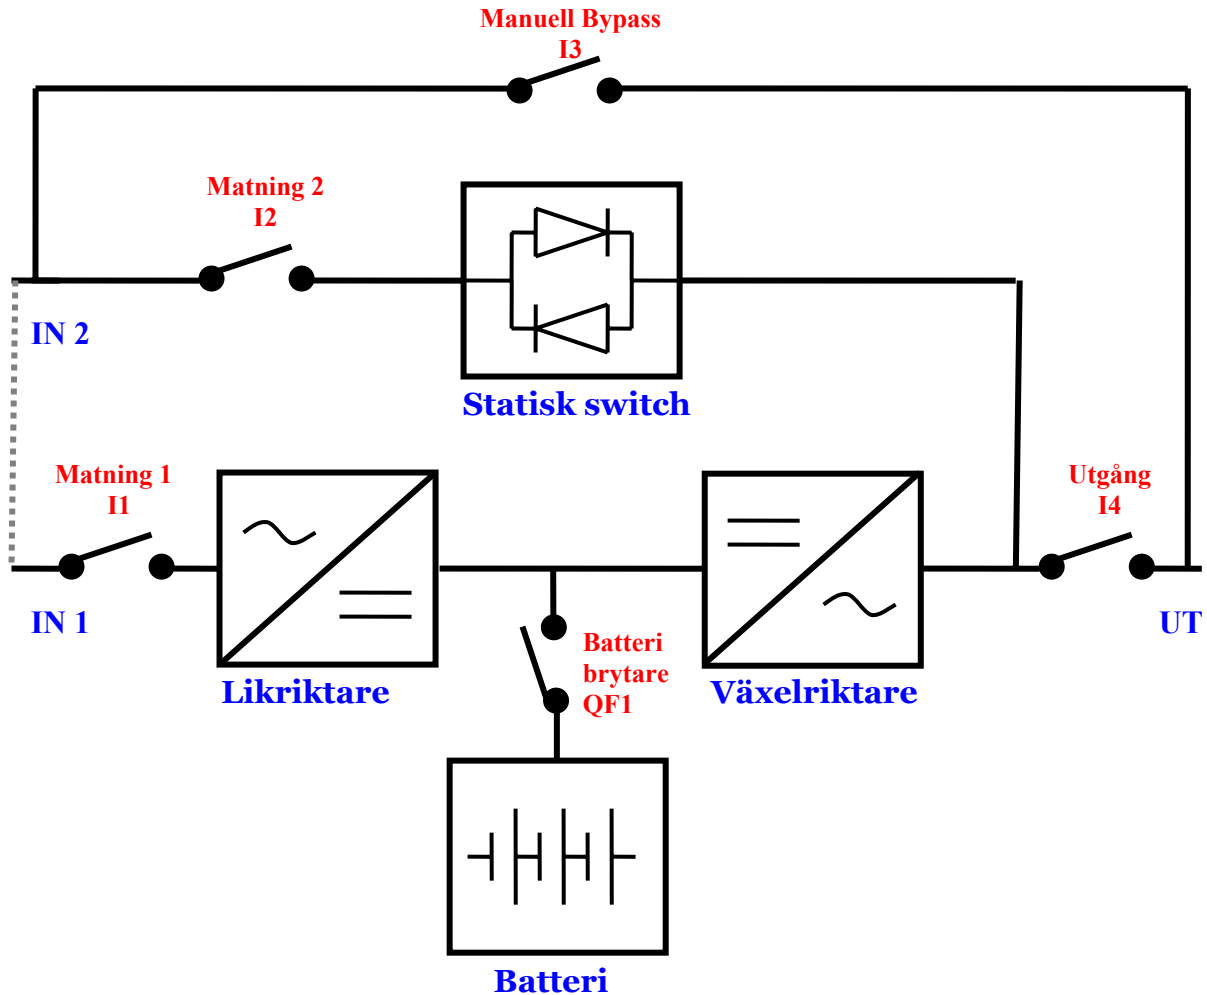 Manuell Bypass
I3
Matning 2
I2
IN 2
Statisk switch
Matning 1
I1
Utgång
I4
IN 1
UT
Likriktare
Batteri
brytare
QF1
Växelriktare
Batteri